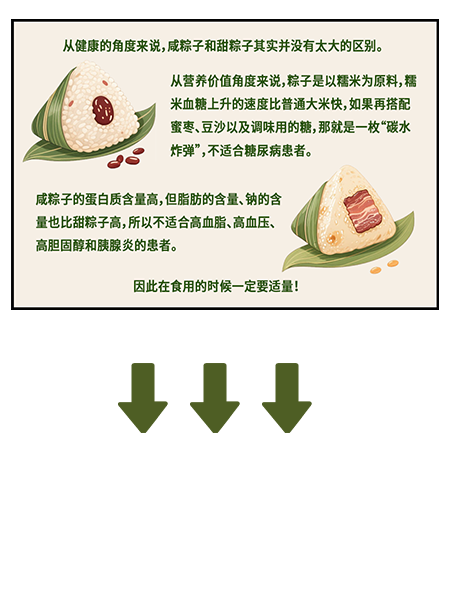 从健康的角度来说，咸粽子和甜粽子其实并没有太大的区别。
从营养价值角度来说，粽子是以糯米为原料，糯
米血糖上升的速度比普通大米快，如果再搭配
蜜枣、豆沙以及调味用的糖，那就是一枚“碳水
炸弹”，不适合糖尿病患者。
咸粽子的蛋白质含量高，但脂肪的含量、钠的含
量也比甜粽子高，所以不适合高血脂、高血压、
高胆固醇和胰腺炎的患者。
因此在食用的时候一定要适量！